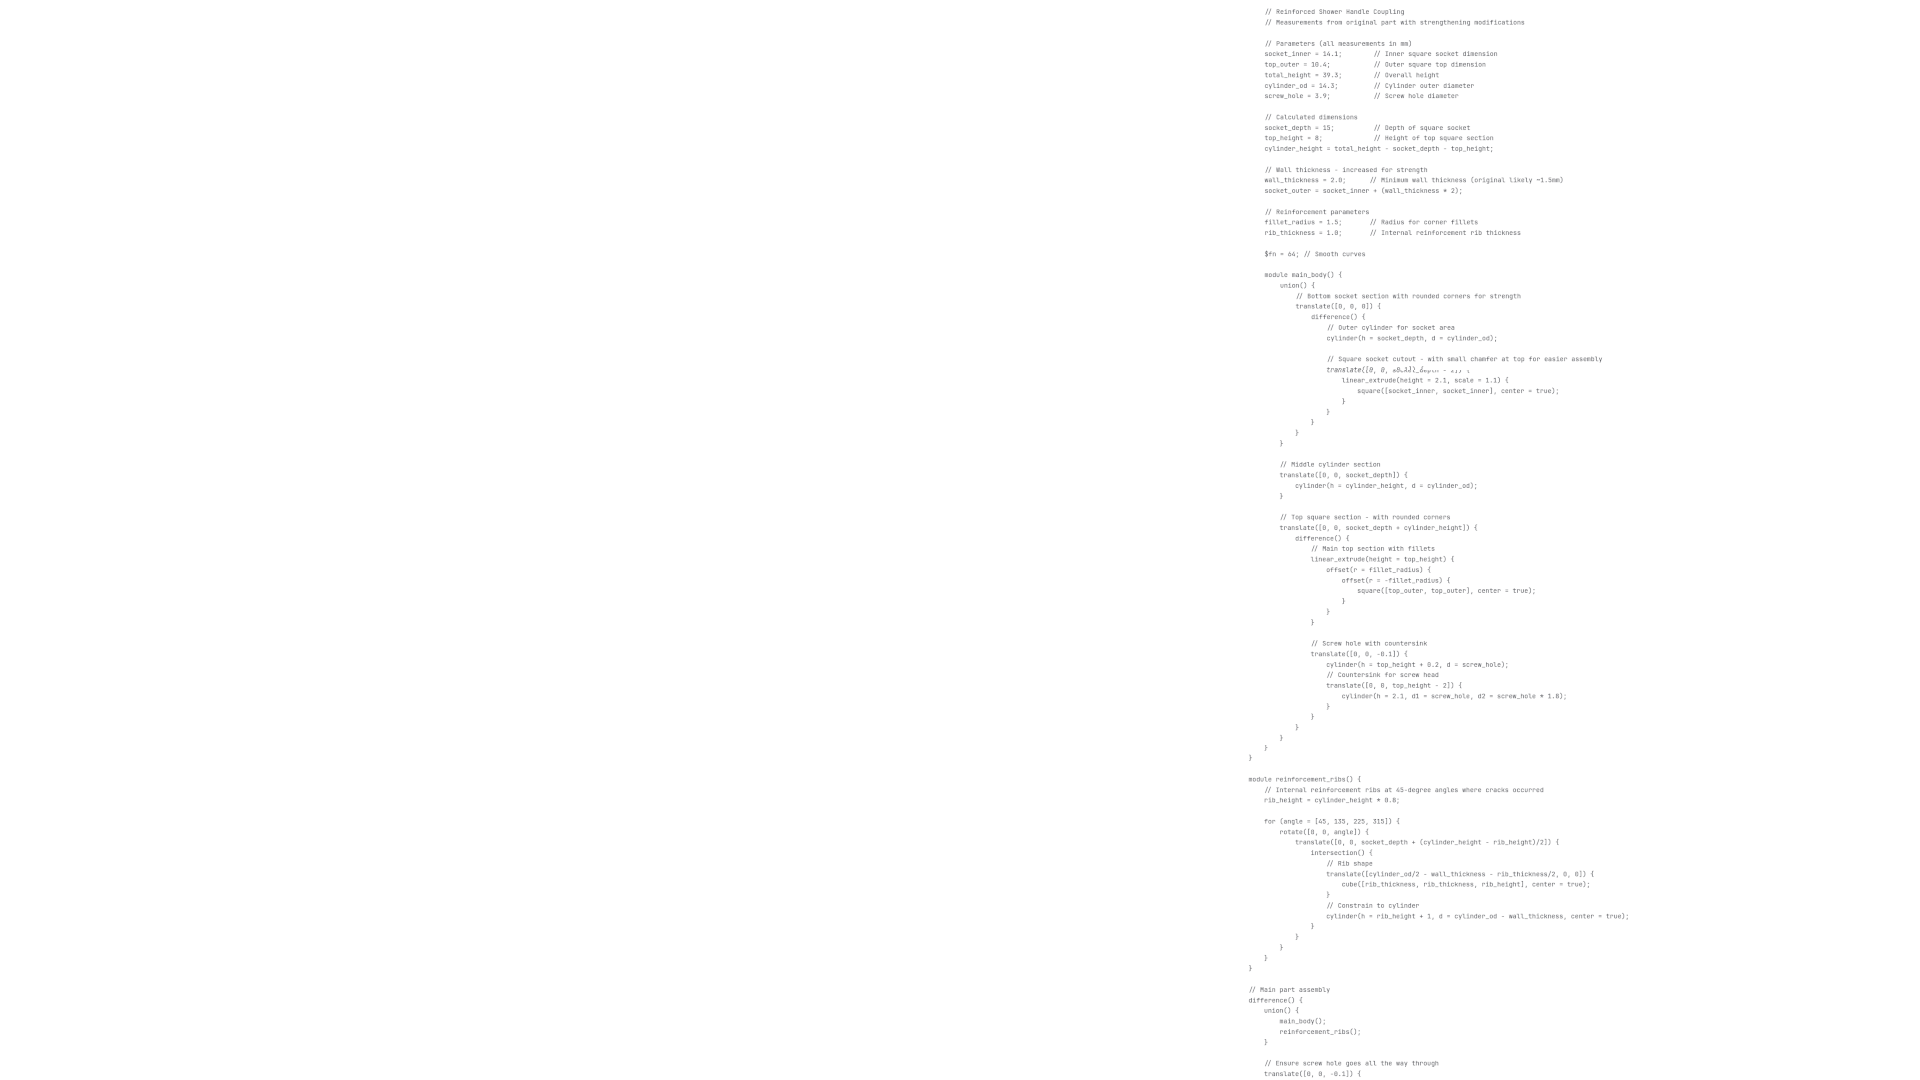 // Reinforced Shower Handle Coupling
// Measurements from original part with strengthening modifications
// Parameters (all measurements in mm)
socket_inner = 14.1; // Inner square socket dimension
top_outer = 10.4; // Outer square top dimension
total_height = 39.3; // Overall height
cylinder_od = 14.3; // Cylinder outer diameter
screw_hole = 3.9; // Screw hole diameter
// Calculated dimensions
socket_depth = 15; // Depth of square socket
top_height = 8; // Height of top square section
cylinder_height = total_height - socket_depth - top_height;
// Wall thickness - increased for strength
wall_thickness = 2.0; // Minimum wall thickness (original likely ~1.5mm)
socket_outer = socket_inner + (wall_thickness * 2);
// Reinforcement parameters
fillet_radius = 1.5; // Radius for corner fillets
rib_thickness = 1.0; // Internal reinforcement rib thickness
$fn = 64; // Smooth curves
module main_body() {
union() {
// Bottom socket section with rounded corners for strength
translate([0, 0, 0]) {
difference() {
// Outer cylinder for socket area
cylinder(h = socket_depth, d = cylinder_od);
// Square socket cutout - with small chamfer at top for easier assembly
translate([0, 0,
linear_extrude(height = 2.1, scale = 1.1) {
square([socket_inner, socket_inner], center = true);
}
}
}
}
}
// Middle cylinder section
translate([0, 0, socket_depth]) {
cylinder(h = cylinder_height, d = cylinder_od);
}
// Top square section - with rounded corners
translate([0, 0, socket_depth + cylinder_height]) {
difference() {
// Main top section with fillets
linear_extrude(height = top_height) {
offset(r = fillet_radius) {
offset(r = -fillet_radius) {
square([top_outer, top_outer], center = true);
}
}
}
// Screw hole with countersink
translate([0, 0, -0.1]) {
cylinder(h = top_height + 0.2, d = screw_hole);
// Countersink for screw head
translate([0, 0, top_height - 2]) {
cylinder(h = 2.1, d1 = screw_hole, d2 = screw_hole * 1.8);
}
}
}
}
}
}
module reinforcement_ribs() {
// Internal reinforcement ribs at 45-degree angles where cracks occurred
rib_height = cylinder_height * 0.8;
for (angle = [45, 135, 225, 315]) {
rotate([0, 0, angle]) {
translate([0, 0, socket_depth + (cylinder_height - rib_height)/2]) {
intersection() {
// Rib shape
translate([cylinder_od/2 - wall_thickness - rib_thickness/2, 0, 0]) {
cube([rib_thickness, rib_thickness, rib_height], center = true);
}
// Constrain to cylinder
cylinder(h = rib_height + 1, d = cylinder_od - wall_thickness, center = true);
}
}
}
}
}
// Main part assembly
difference() {
union() {
main_body();
reinforcement_ribs();
}
// Ensure screw hole goes all the way through
translate([0, 0, -0.1]) {